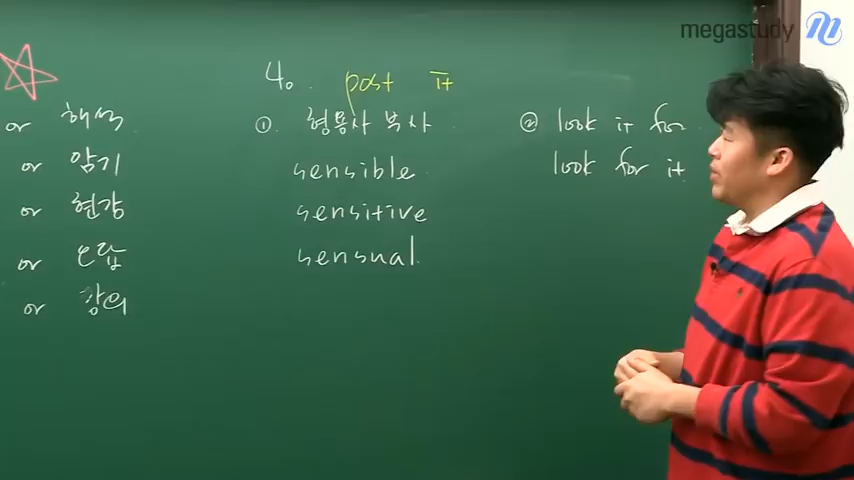 megastudy
4. post it
or 해석
or 암기
or 현강
or 오답
or 강의
① 형용사 부사
sensible
sensitive
sensual
② look it for
look for it